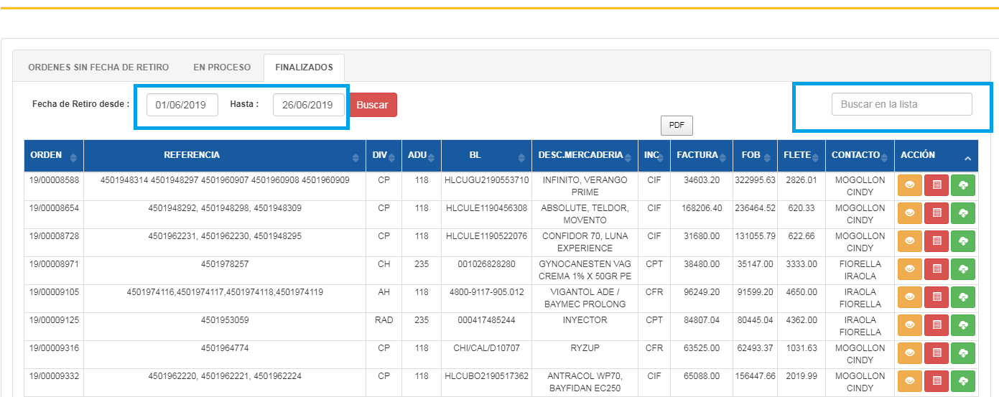 ORDENES SIN FECHA DE RETIRO EN PROCESO FINALIZADOS
Fecha de Retiro desde : 01/06/2019 Hasta : 26/06/2019 Buscar Buscar en la lista
PDF
ORDEN REFERENCIA DIV ADU BL DESC.MERCADERIA INC FACTURA FOB FLETE CONTACTO ACCIÓN
19/00008588 4501948314 4501948297 4501960907 4501960908 4501960909 CP 118 HLCUGU2190553710 INFINITO, VERANGO CIF 34603.20 322995.63 2826.01 MOGOLLON
PRIME CINDY
19/00008654 4501948292, 4501948298, 4501948309 CP 118 HLCULE1190456308 ABSOLUTE, TELDOR, CIF 168206.40 236464.52 620.33 MOGOLLON
MOVENTO CINDY
19/00008728 4501962231, 4501962230, 4501948295 CP 118 HLCULE1190522076 CONFIDOR 70, LUNA CIF 31680.00 131055.79 622.66 MOGOLLON
EXPERIENCE CINDY
19/00008971 4501978257 CH 235 001026828280 GYNOCANESTEN VAG CPT 38480.00 35147.00 3333.00 FIORELLA
CREMA 1% X 50GR PE IRAOLA
19/00009105 4501974116,4501974117,4501974118,4501974119 AH 118 4800-9117-905.012 VIGANTOL ADE / CFR 96249.20 91599.20 4650.00 IRAOLA
BAYMEC PROLONG FIORELLA
19/00009125 4501953059 RAD 235 000417485244 INYECTOR CPT 84807.04 80445.04 4362.00 IRAOLA
FIORELLA
19/00009316 4501964774 CP 118 CHI/CAL/D10707 RYZUP CFR 63525.00 62493.37 1031.63 MOGOLLON
CINDY
19/00009332 4501962220, 4501962221, 4501962224 CP 118 HLCUBO2190517362 ANTRACOL WP70, CIF 65088.00 156447.66 2019.99 MOGOLLON
BAYFIDAN EC250 CINDY